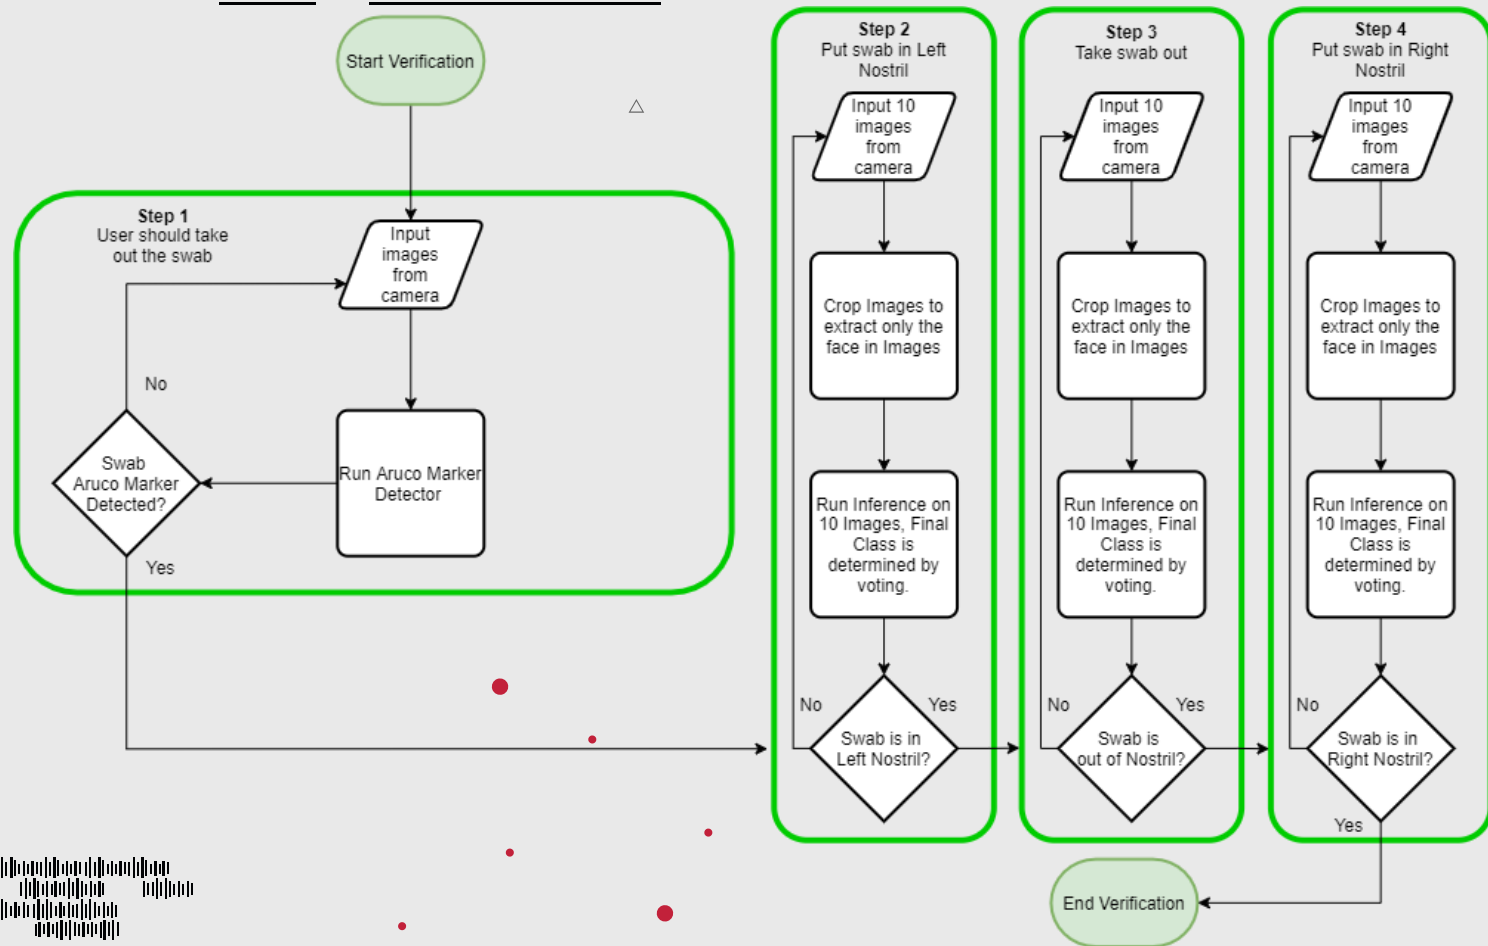 Start Verification
Step 1
User should take
out the swab
Input
images
from
camera
Run Aruco Marker
Detector
Swab
Aruco Marker
Detected?
No
Yes
Step 2
Put swab in Left
Nostril
Input 10
images
from
camera
Crop Images to
extract only the
face in Images
Run Inference on
10 Images, Final
Class is
determined by
voting.
Swab is in
Left Nostril?
No
Yes
Step 3
Take swab out
Input 10
images
from
camera
Crop Images to
extract only the
face in Images
Run Inference on
10 Images, Final
Class is
determined by
voting.
Swab is
out of Nostril?
No
Yes
Step 4
Put swab in Right
Nostril
Input 10
images
from
camera
Crop Images to
extract only the
face in Images
Run Inference on
10 Images, Final
Class is
determined by
voting.
Swab is in
Right Nostril?
No
Yes
End Verification